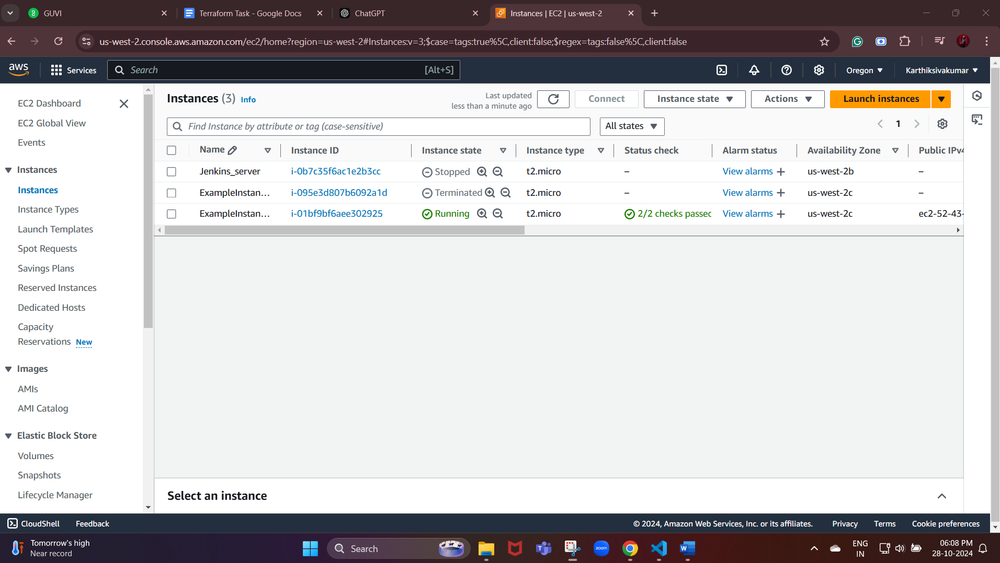 GUVI
Terraform Task - Google Docs
ChatGPT
Instances | EC2 | us-west-2
us-west-2.console.aws.amazon.com/ec2/home?region=us-west-2#Instances:v=3;$case=tags:true%5C,client:false;$regex=tags:false%5C,client:false
aws
Services
Search
[Alt+S]
Oregon
Karthiksivakumar
EC2 Dashboard
EC2 Global View
Events
Instances
Instances
Instance Types
Launch Templates
Spot Requests
Savings Plans
Reserved Instances
Dedicated Hosts
Capacity
Reservations New
Images
AMIs
AMI Catalog
Elastic Block Store
Volumes
Snapshots
Lifecycle Manager
Instances (3) Info
Last updated
less than a minute ago
Connect
Instance state
Actions
Launch instances
Find Instance by attribute or tag (case-sensitive)
All states
1
Name Instance ID Instance state Instance type Status check Alarm status Availability Zone Public IPv4
Jenkins_server i-0b7c35f6ac1e2b3cc Stopped t2.micro – View alarms + us-west-2b –
ExampleInstan... i-095e3d807b6092a1d Terminated t2.micro – View alarms + us-west-2c –
ExampleInstan... i-01bf9bf6aee302925 Running t2.micro 2/2 checks passed View alarms + us-west-2c ec2-52-43-
Select an instance
CloudShell
Feedback
© 2024, Amazon Web Services, Inc. or its affiliates.
Privacy
Terms
Cookie preferences
Tomorrow's high
Near record
Search
zoom
ENG
IN
06:08 PM
28-10-2024